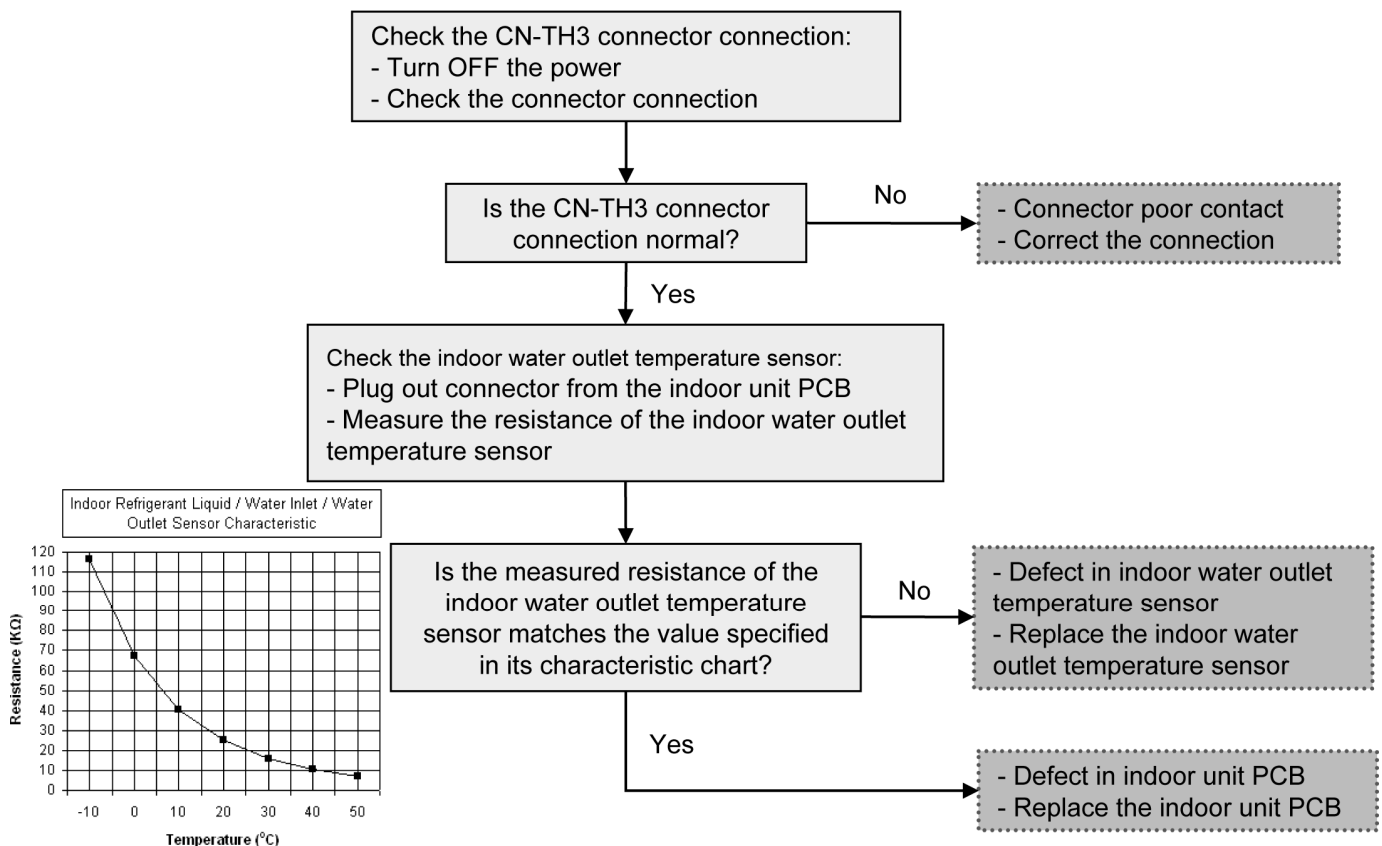 Check the CN-TH3 connector connection:
- Turn OFF the power
- Check the connector connection
Is the CN-TH3 connector
connection normal?
No
- Connector poor contact
- Correct the connection
Yes
Check the indoor water outlet temperature sensor:
- Plug out connector from the indoor unit PCB
- Measure the resistance of the indoor water outlet
temperature sensor
Indoor Refrigerant Liquid / Water Inlet / Water
Outlet Sensor Characteristic
Resistance (KΩ)
120
110
100
90
80
70
60
50
40
30
20
10
0
-10 0 10 20 30 40 50
Temperature (°C)
Is the measured resistance of the
indoor water outlet temperature
sensor matches the value specified
in its characteristic chart?
No
- Defect in indoor water outlet
temperature sensor
- Replace the indoor water
outlet temperature sensor
Yes
- Defect in indoor unit PCB
- Replace the indoor unit PCB